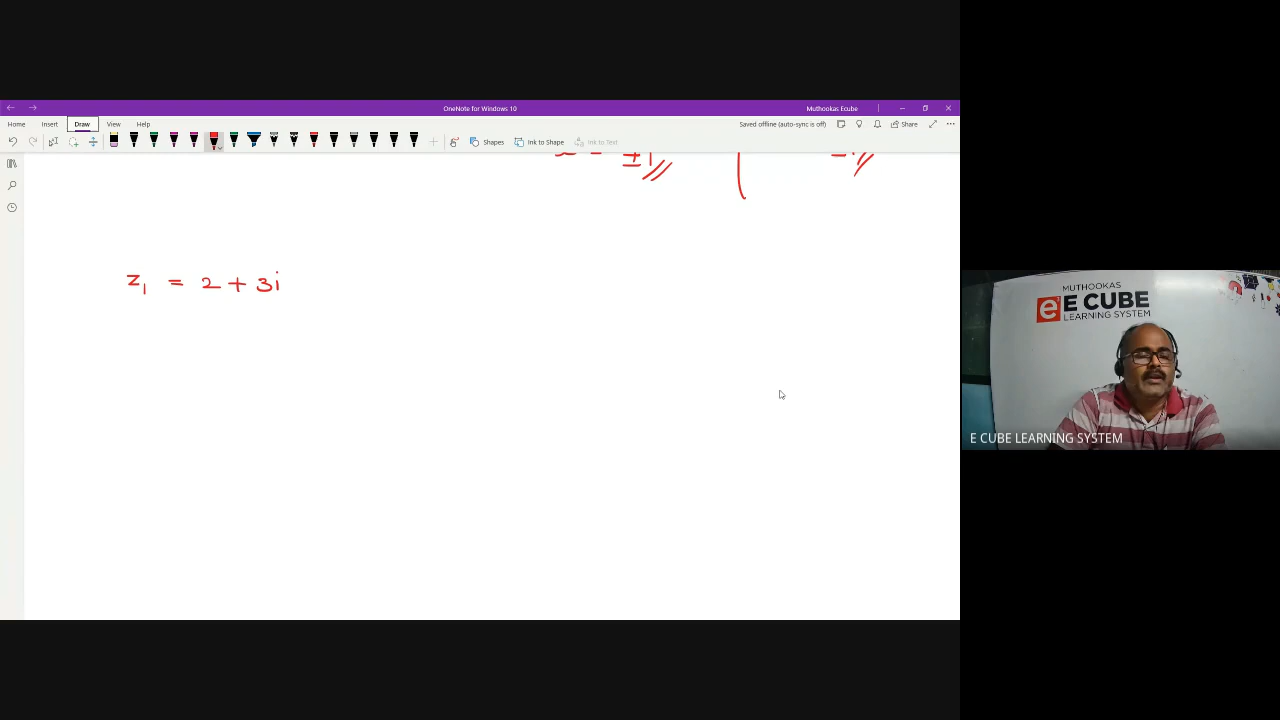 OneNote for Windows 10
Muthookas Ecube
Home Insert Draw View Help
Saved offline (auto-sync is off)
Share
Shapes
Ink to Shape
Ink to Text
± 1
z₁ = 2 + 3i
MUTHOOKAS
e E CUBE
LEARNING SYSTEM
E CUBE LEARNING SYSTEM